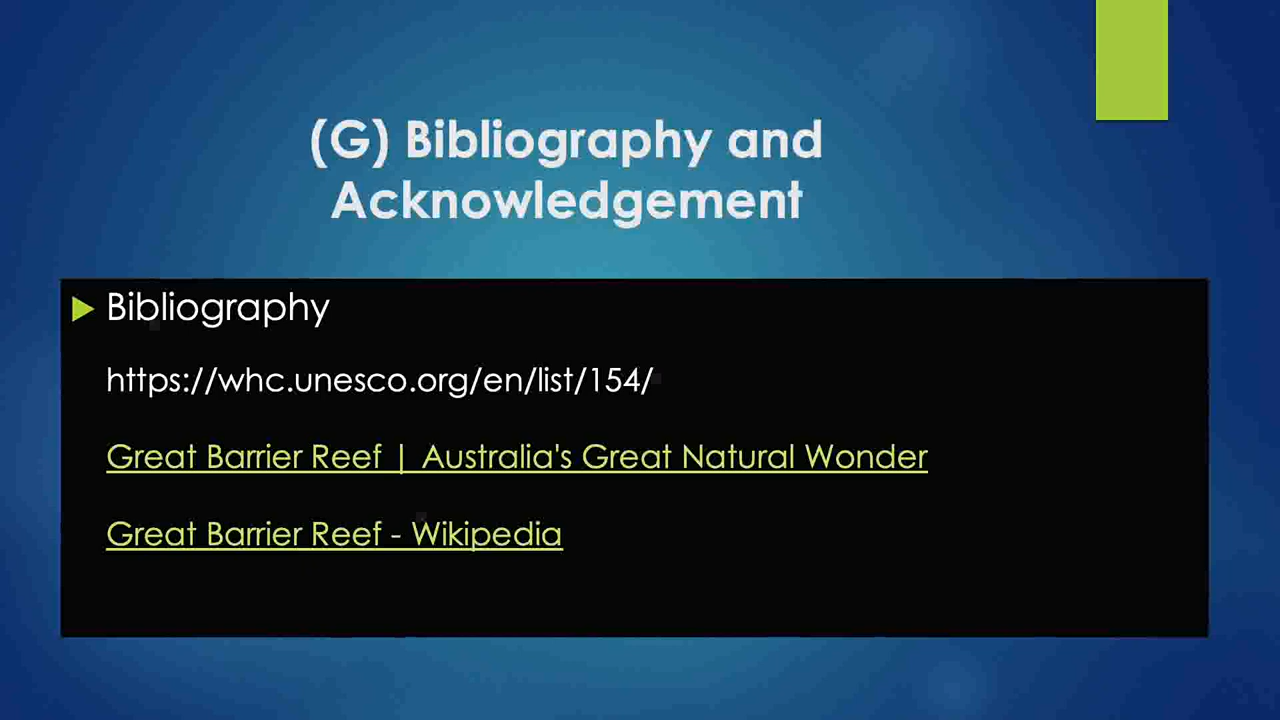 (G) Bibliography and
Acknowledgement
Bibliography
https://whc.unesco.org/en/list/154/
Great Barrier Reef | Australia's Great Natural Wonder
Great Barrier Reef - Wikipedia